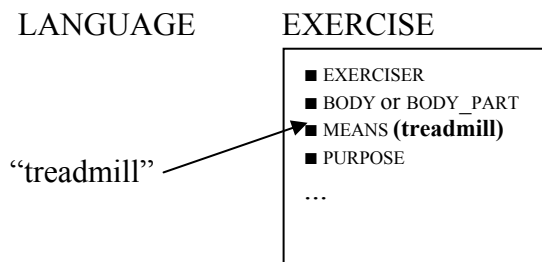 LANGUAGE EXERCISE
■ EXERCISER
■ BODY or BODY_PART
■ MEANS (treadmill)
“treadmill”
■ PURPOSE
…